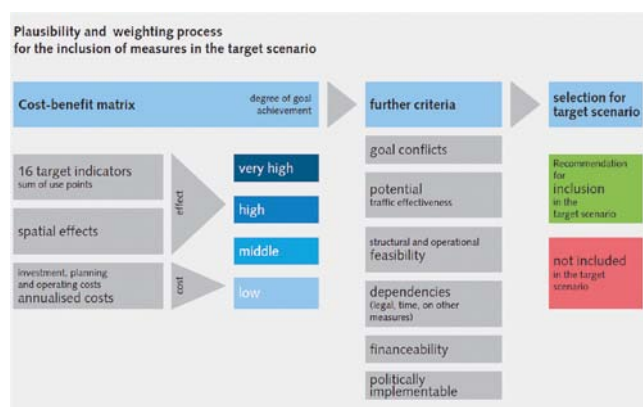 Plausibility and weighting process
for the inclusion of measures in the target scenario
Cost-benefit matrix
degree of goal
achievement
further criteria
selection for
target scenario
16 target indicators
sum of use points
spatial effects
investment, planning
and operating costs
annualised costs
effect
cost
very high
high
middle
low
goal conflicts
potential
traffic effectiveness
structural and operational
feasibility
dependencies
(legal, time, on other
measures)
financeability
politically
implementable
Recommendation
for
inclusion
in the
target scenario
not included
in the target
scenario